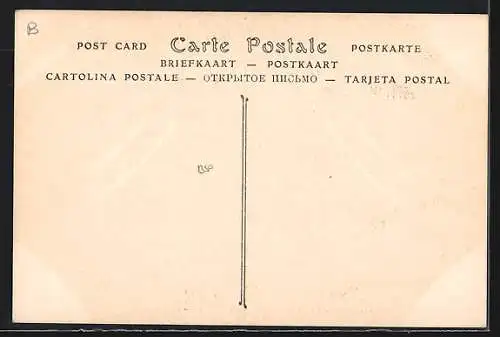 B
POST CARD Carte Postale POSTKARTE
BRIEFKAART — POSTKAART
CARTOLINA POSTALE — ОТКРЫТОЕ ПИСЬМО — TARJETA POSTAL